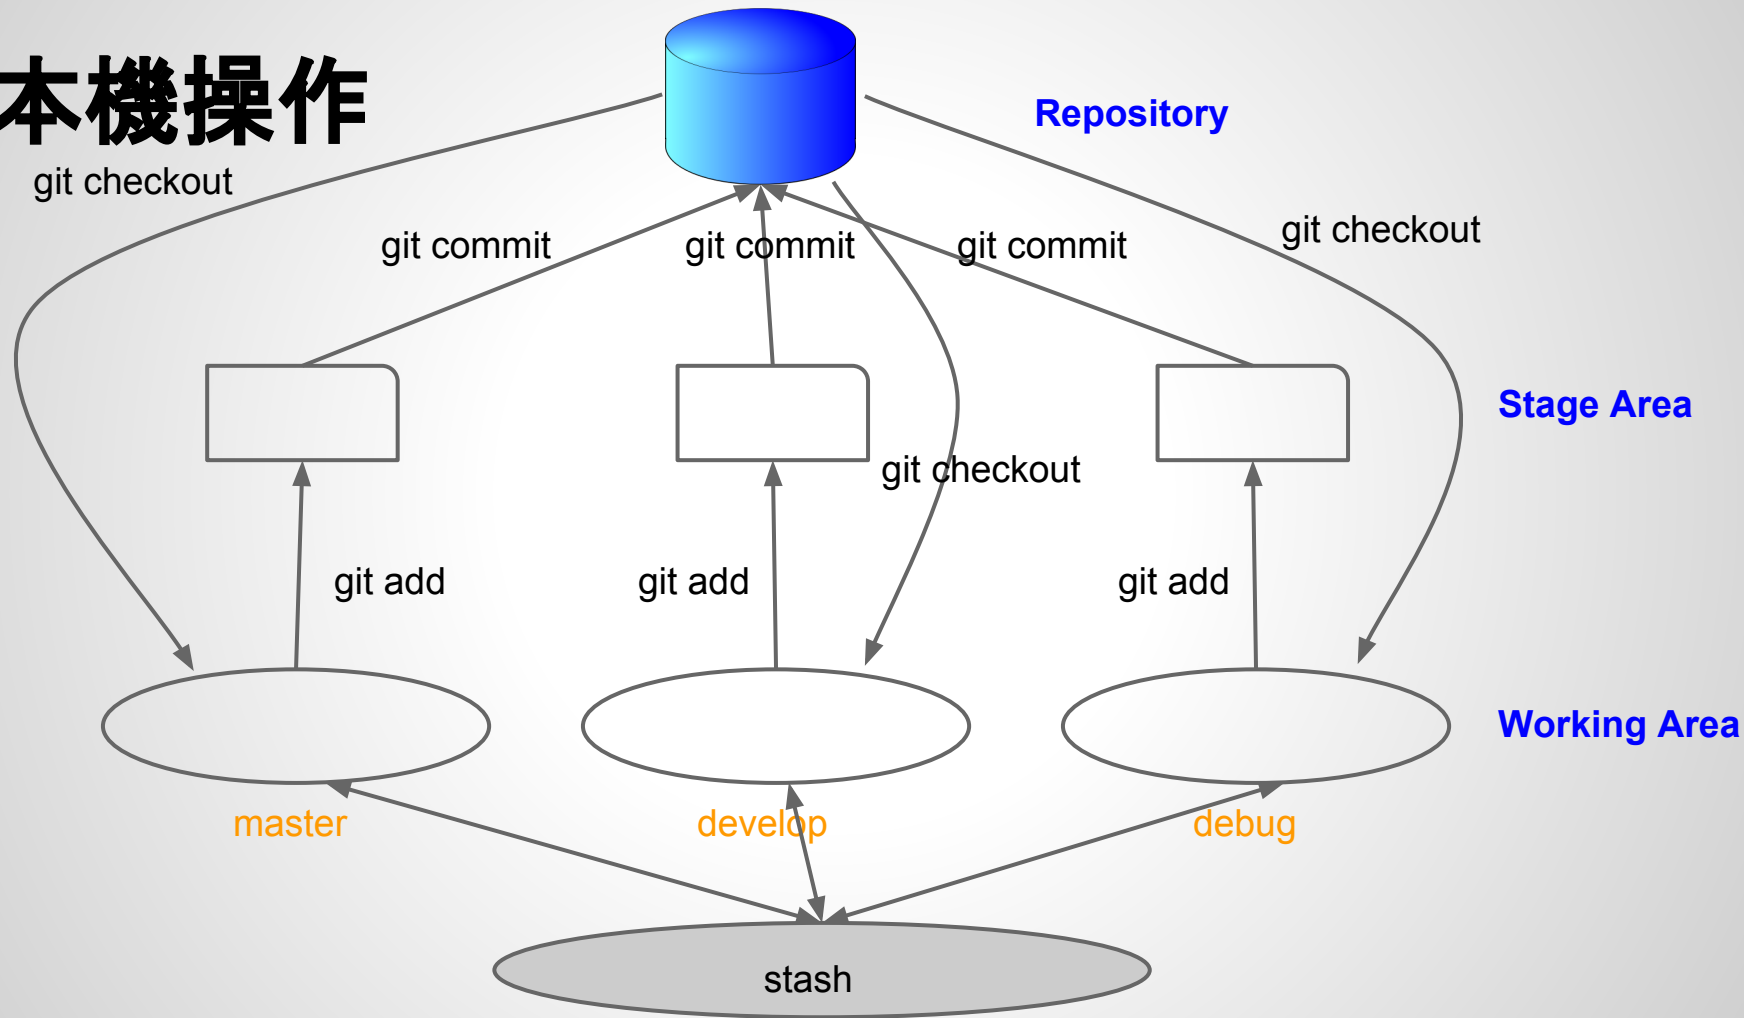 本機操作
Repository
git checkout
git commit
git commit
git commit
git checkout
Stage Area
git checkout
git add
git add
git add
Working Area
master
develop
debug
stash